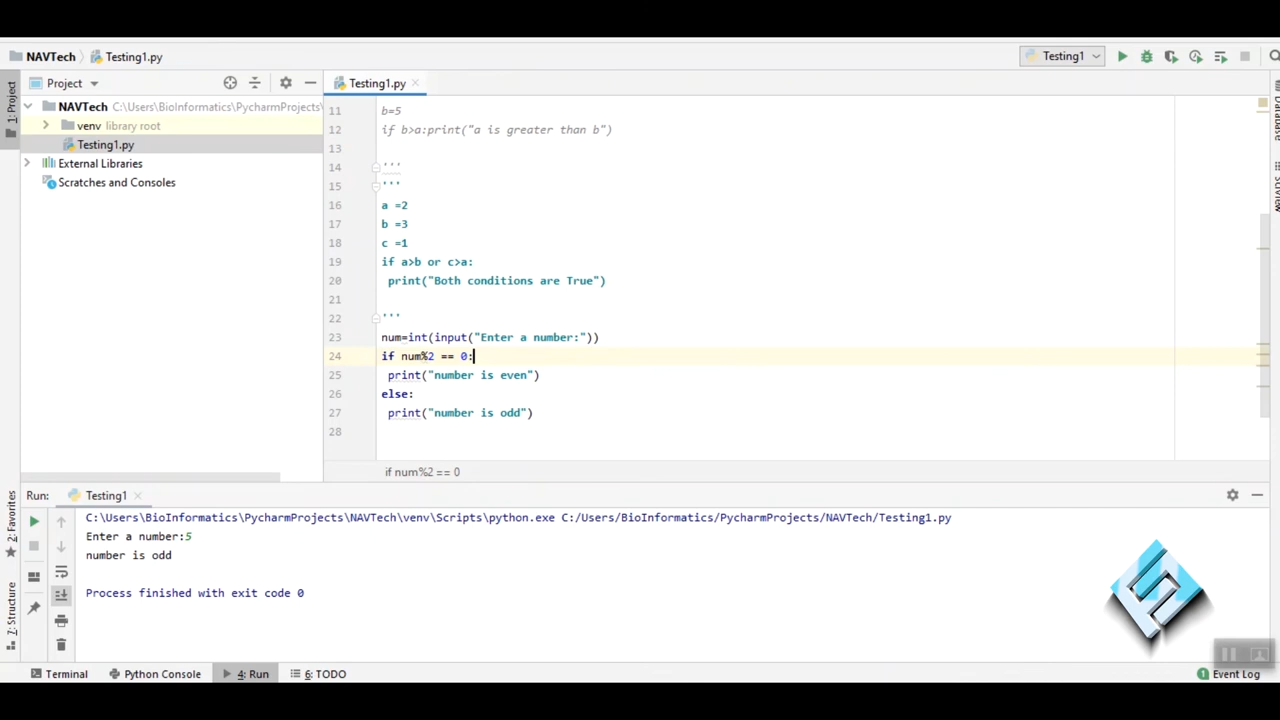 NAVTech
Testing1.py
Testing1
1: Project
Project
Testing1.py
NAVTech C:\Users\BioInformatics\PycharmProjects\
venv library root
Testing1.py
External Libraries
Scratches and Consoles
11 b=5
12 if b>a:print("a is greater than b")
13
14 '''
15 '''
16 a =2
17 b =3
18 c =1
19 if a>b or c>a:
20 print("Both conditions are True")
21
22 '''
23 num=int(input("Enter a number:"))
24 if num%2 == 0:
25 print("number is even")
26 else:
27 print("number is odd")
28
if num%2 == 0
Database
SciView
2: Favorites
7: Structure
Run: Testing1
C:\Users\BioInformatics\PycharmProjects\NAVTech\venv\Scripts\python.exe C:/Users/BioInformatics/PycharmProjects/NAVTech/Testing1.py
Enter a number:5
number is odd
Process finished with exit code 0
Terminal
Python Console
4: Run
6: TODO
1 Event Log